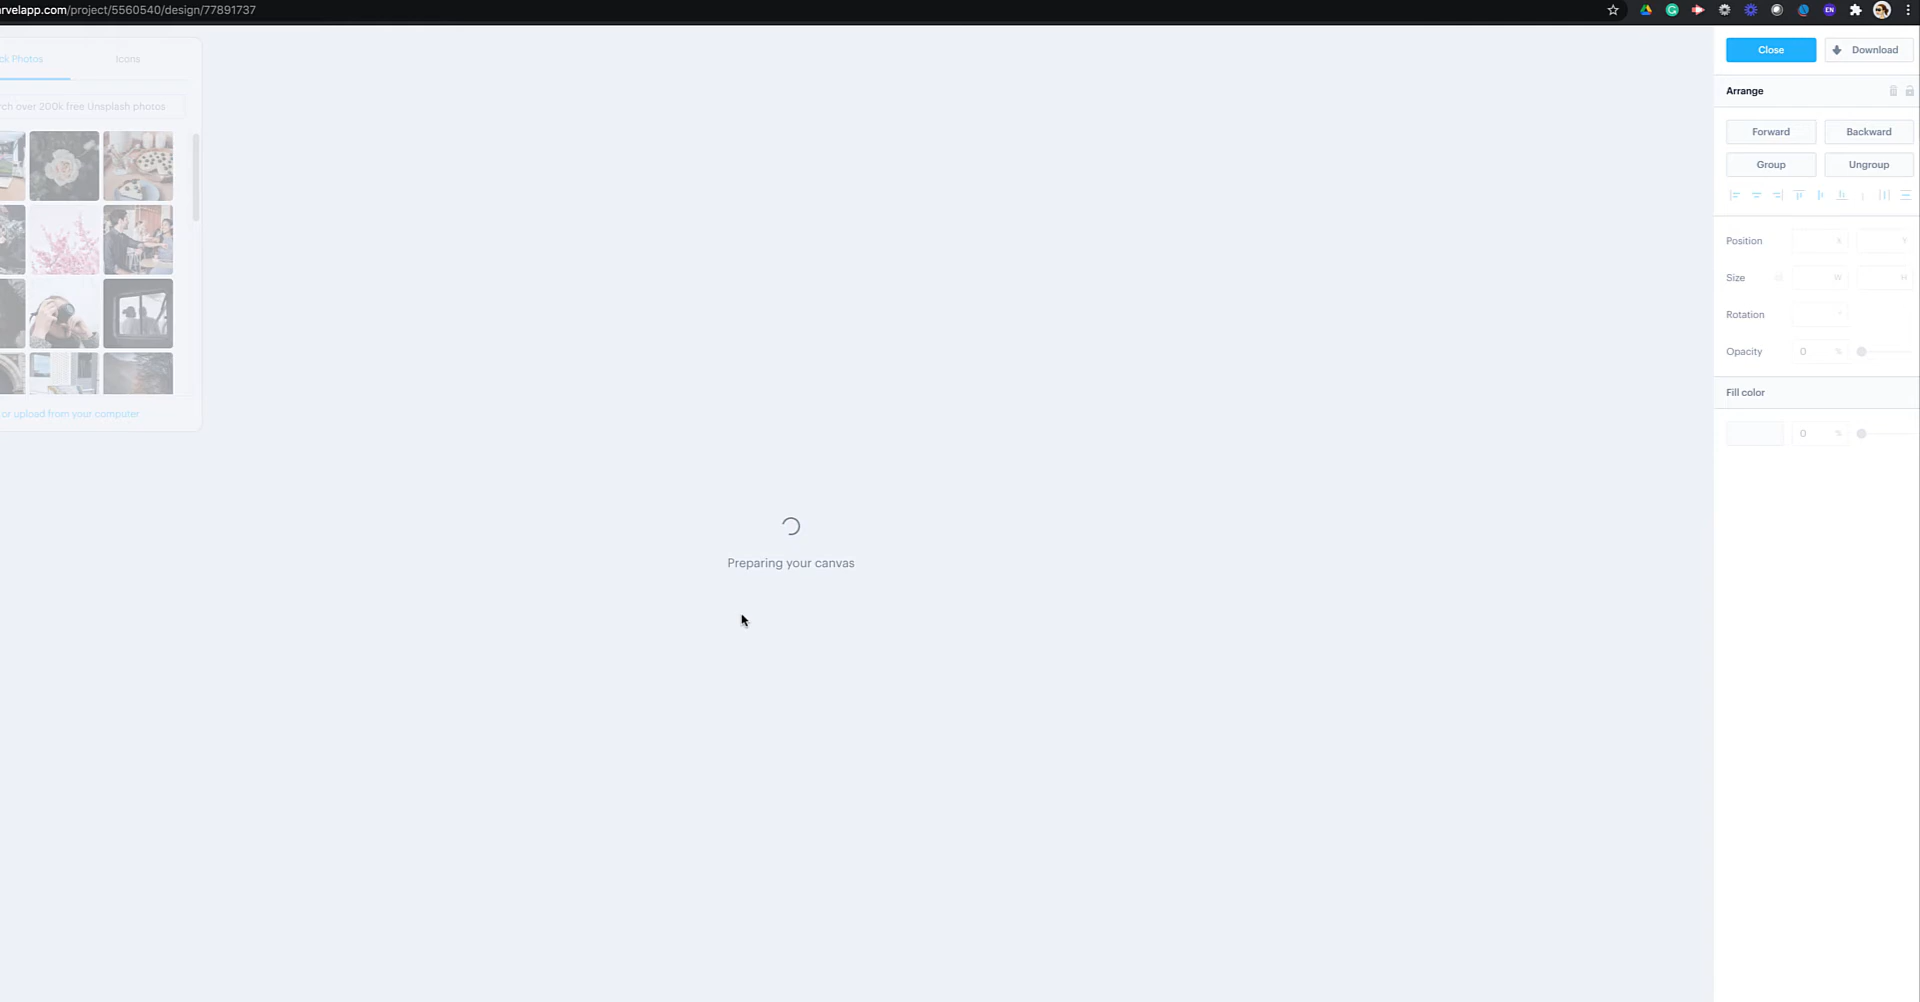 rvelapp.com/project/5560540/design/77891737
EN
ck Photos
Icons
Close
Download
rch over 200k free Unsplash photos
Arrange
Forward
Backward
Group
Ungroup
Position
X
Y
Size
W
H
Rotation
°
Opacity
0 %
or upload from your computer
Fill color
0 %
Preparing your canvas